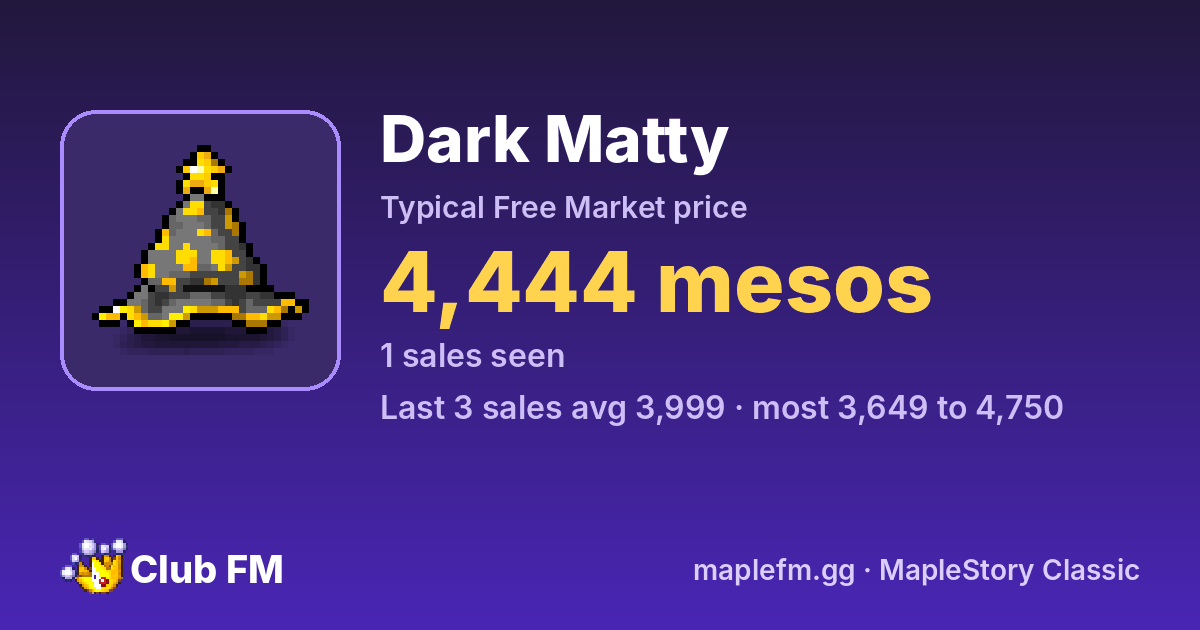 Dark Matty
Typical Free Market price
4,444 mesos
1 sales seen
Last 3 sales avg 3,999 · most 3,649 to 4,750
Club FM
maplefm.gg · MapleStory Classic